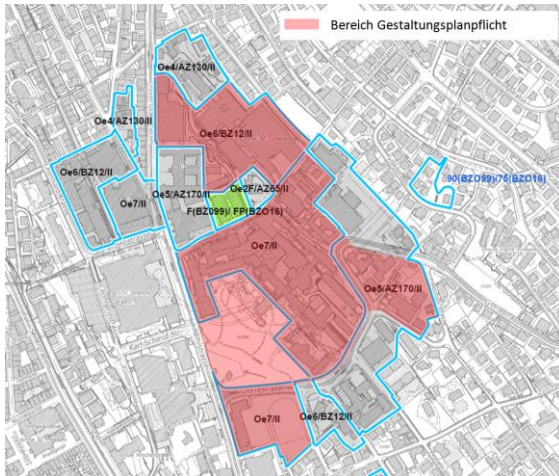 Bereich Gestaltungsplanpflicht
Oe4/AZ130/II
Oe4/AZ130/II
Oe6/BZ12/II
Oe6/BZ12/II
90(BZO99)/75(BZO16)
Oe7/II
Oe5/AZ170/II
Oe2F/AZ65/II
F(BZ099)/ FP(BZO16)
Oe7/II
Oe5/AZ170/II
Oe7/II
Oe6/BZ12/II